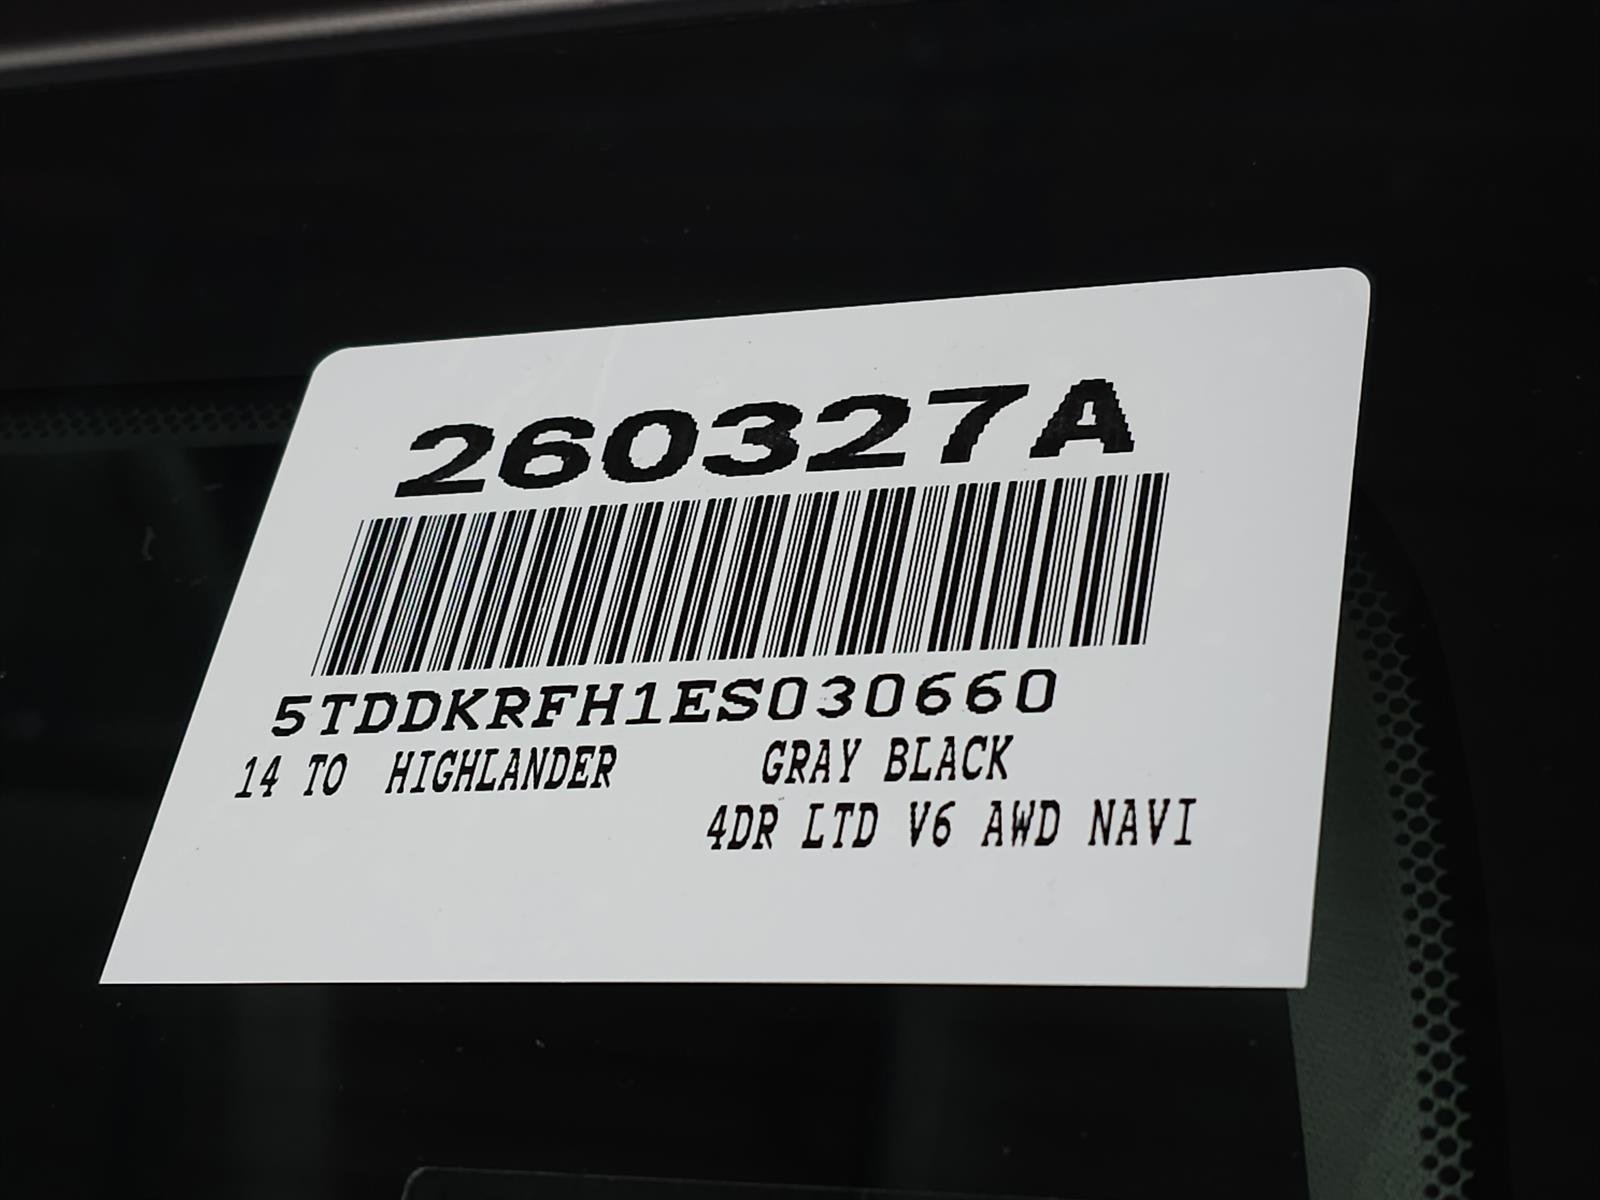 260327A
5TDDKRFH1ES030660
14 TO HIGHLANDER GRAY BLACK
4DR LTD V6 AWD NAVI